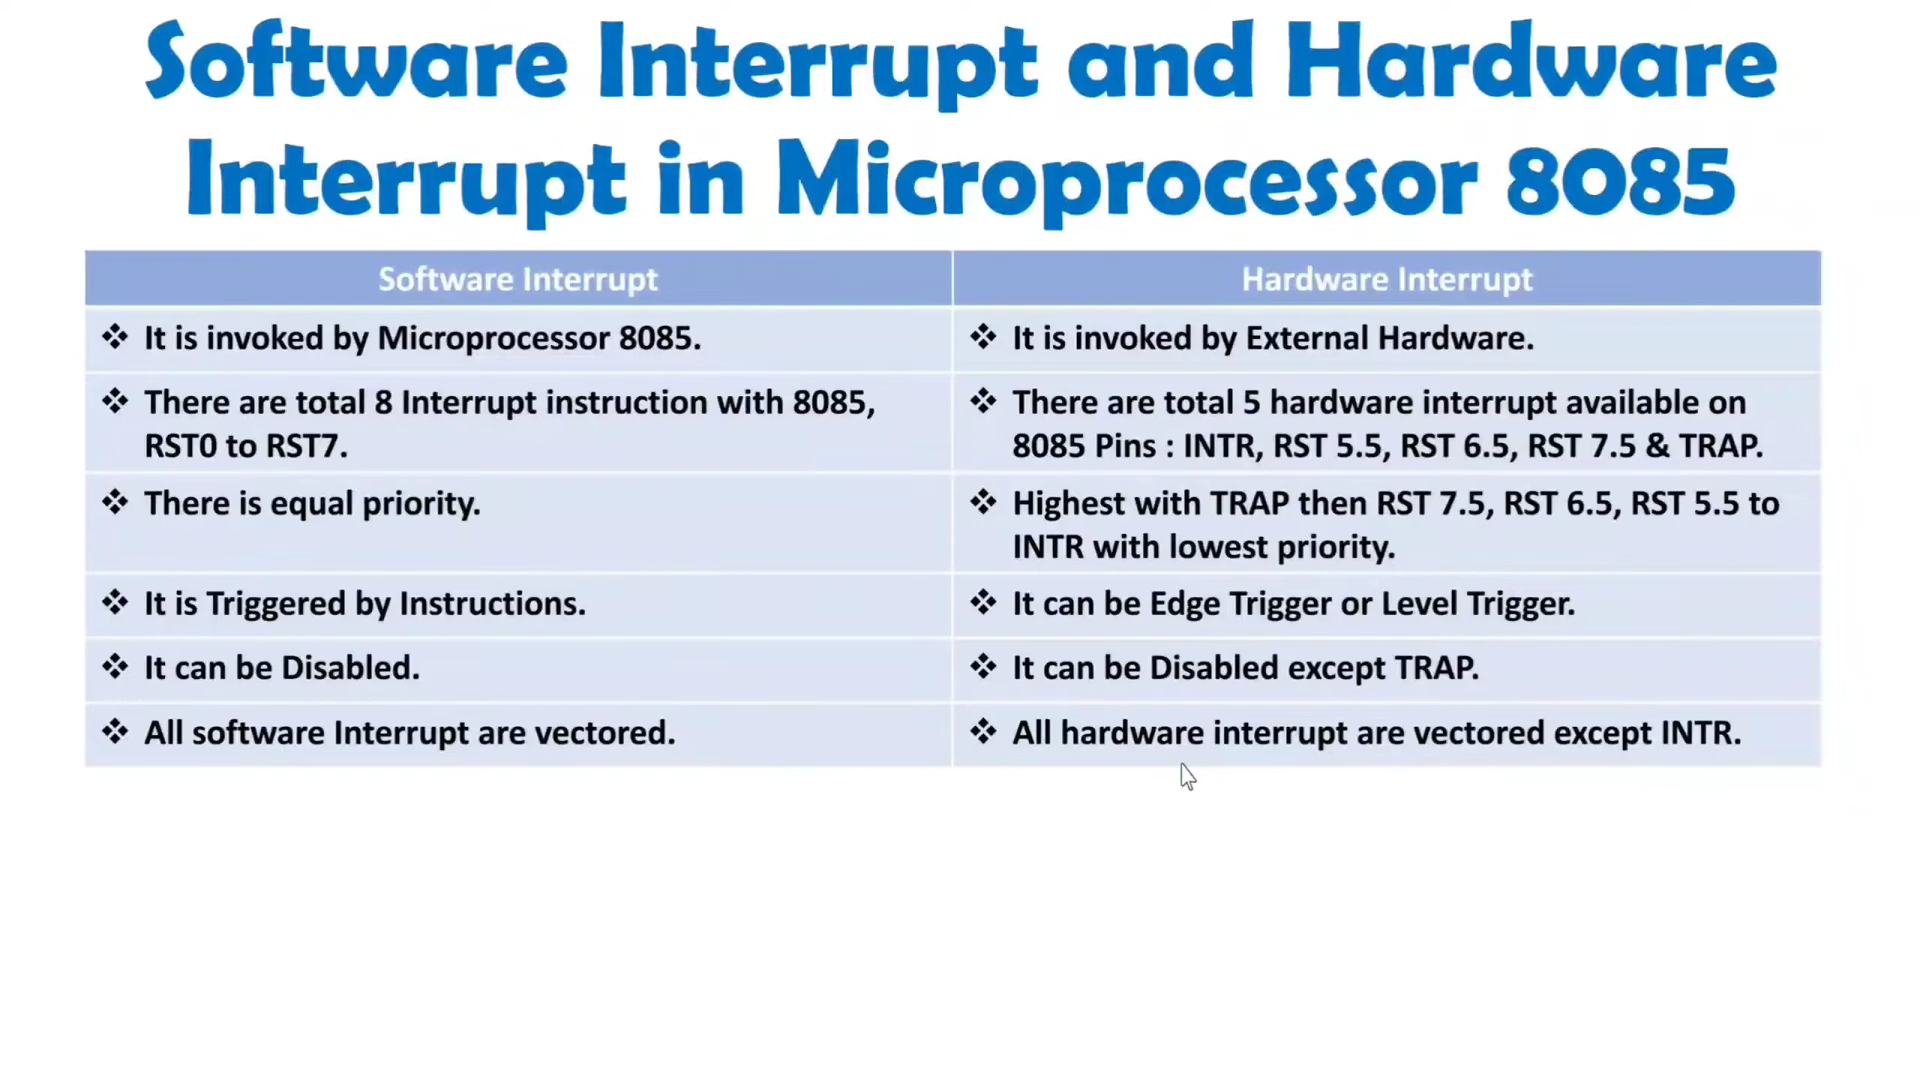 Software Interrupt and Hardware
Interrupt in Microprocessor 8085
Software Interrupt
Hardware Interrupt
❖ It is invoked by Microprocessor 8085.
❖ It is invoked by External Hardware.
❖ There are total 8 Interrupt instruction with 8085,
RST0 to RST7.
❖ There are total 5 hardware interrupt available on
8085 Pins : INTR, RST 5.5, RST 6.5, RST 7.5 & TRAP.
❖ There is equal priority.
❖ Highest with TRAP then RST 7.5, RST 6.5, RST 5.5 to
INTR with lowest priority.
❖ It is Triggered by Instructions.
❖ It can be Edge Trigger or Level Trigger.
❖ It can be Disabled.
❖ It can be Disabled except TRAP.
❖ All software Interrupt are vectored.
❖ All hardware interrupt are vectored except INTR.